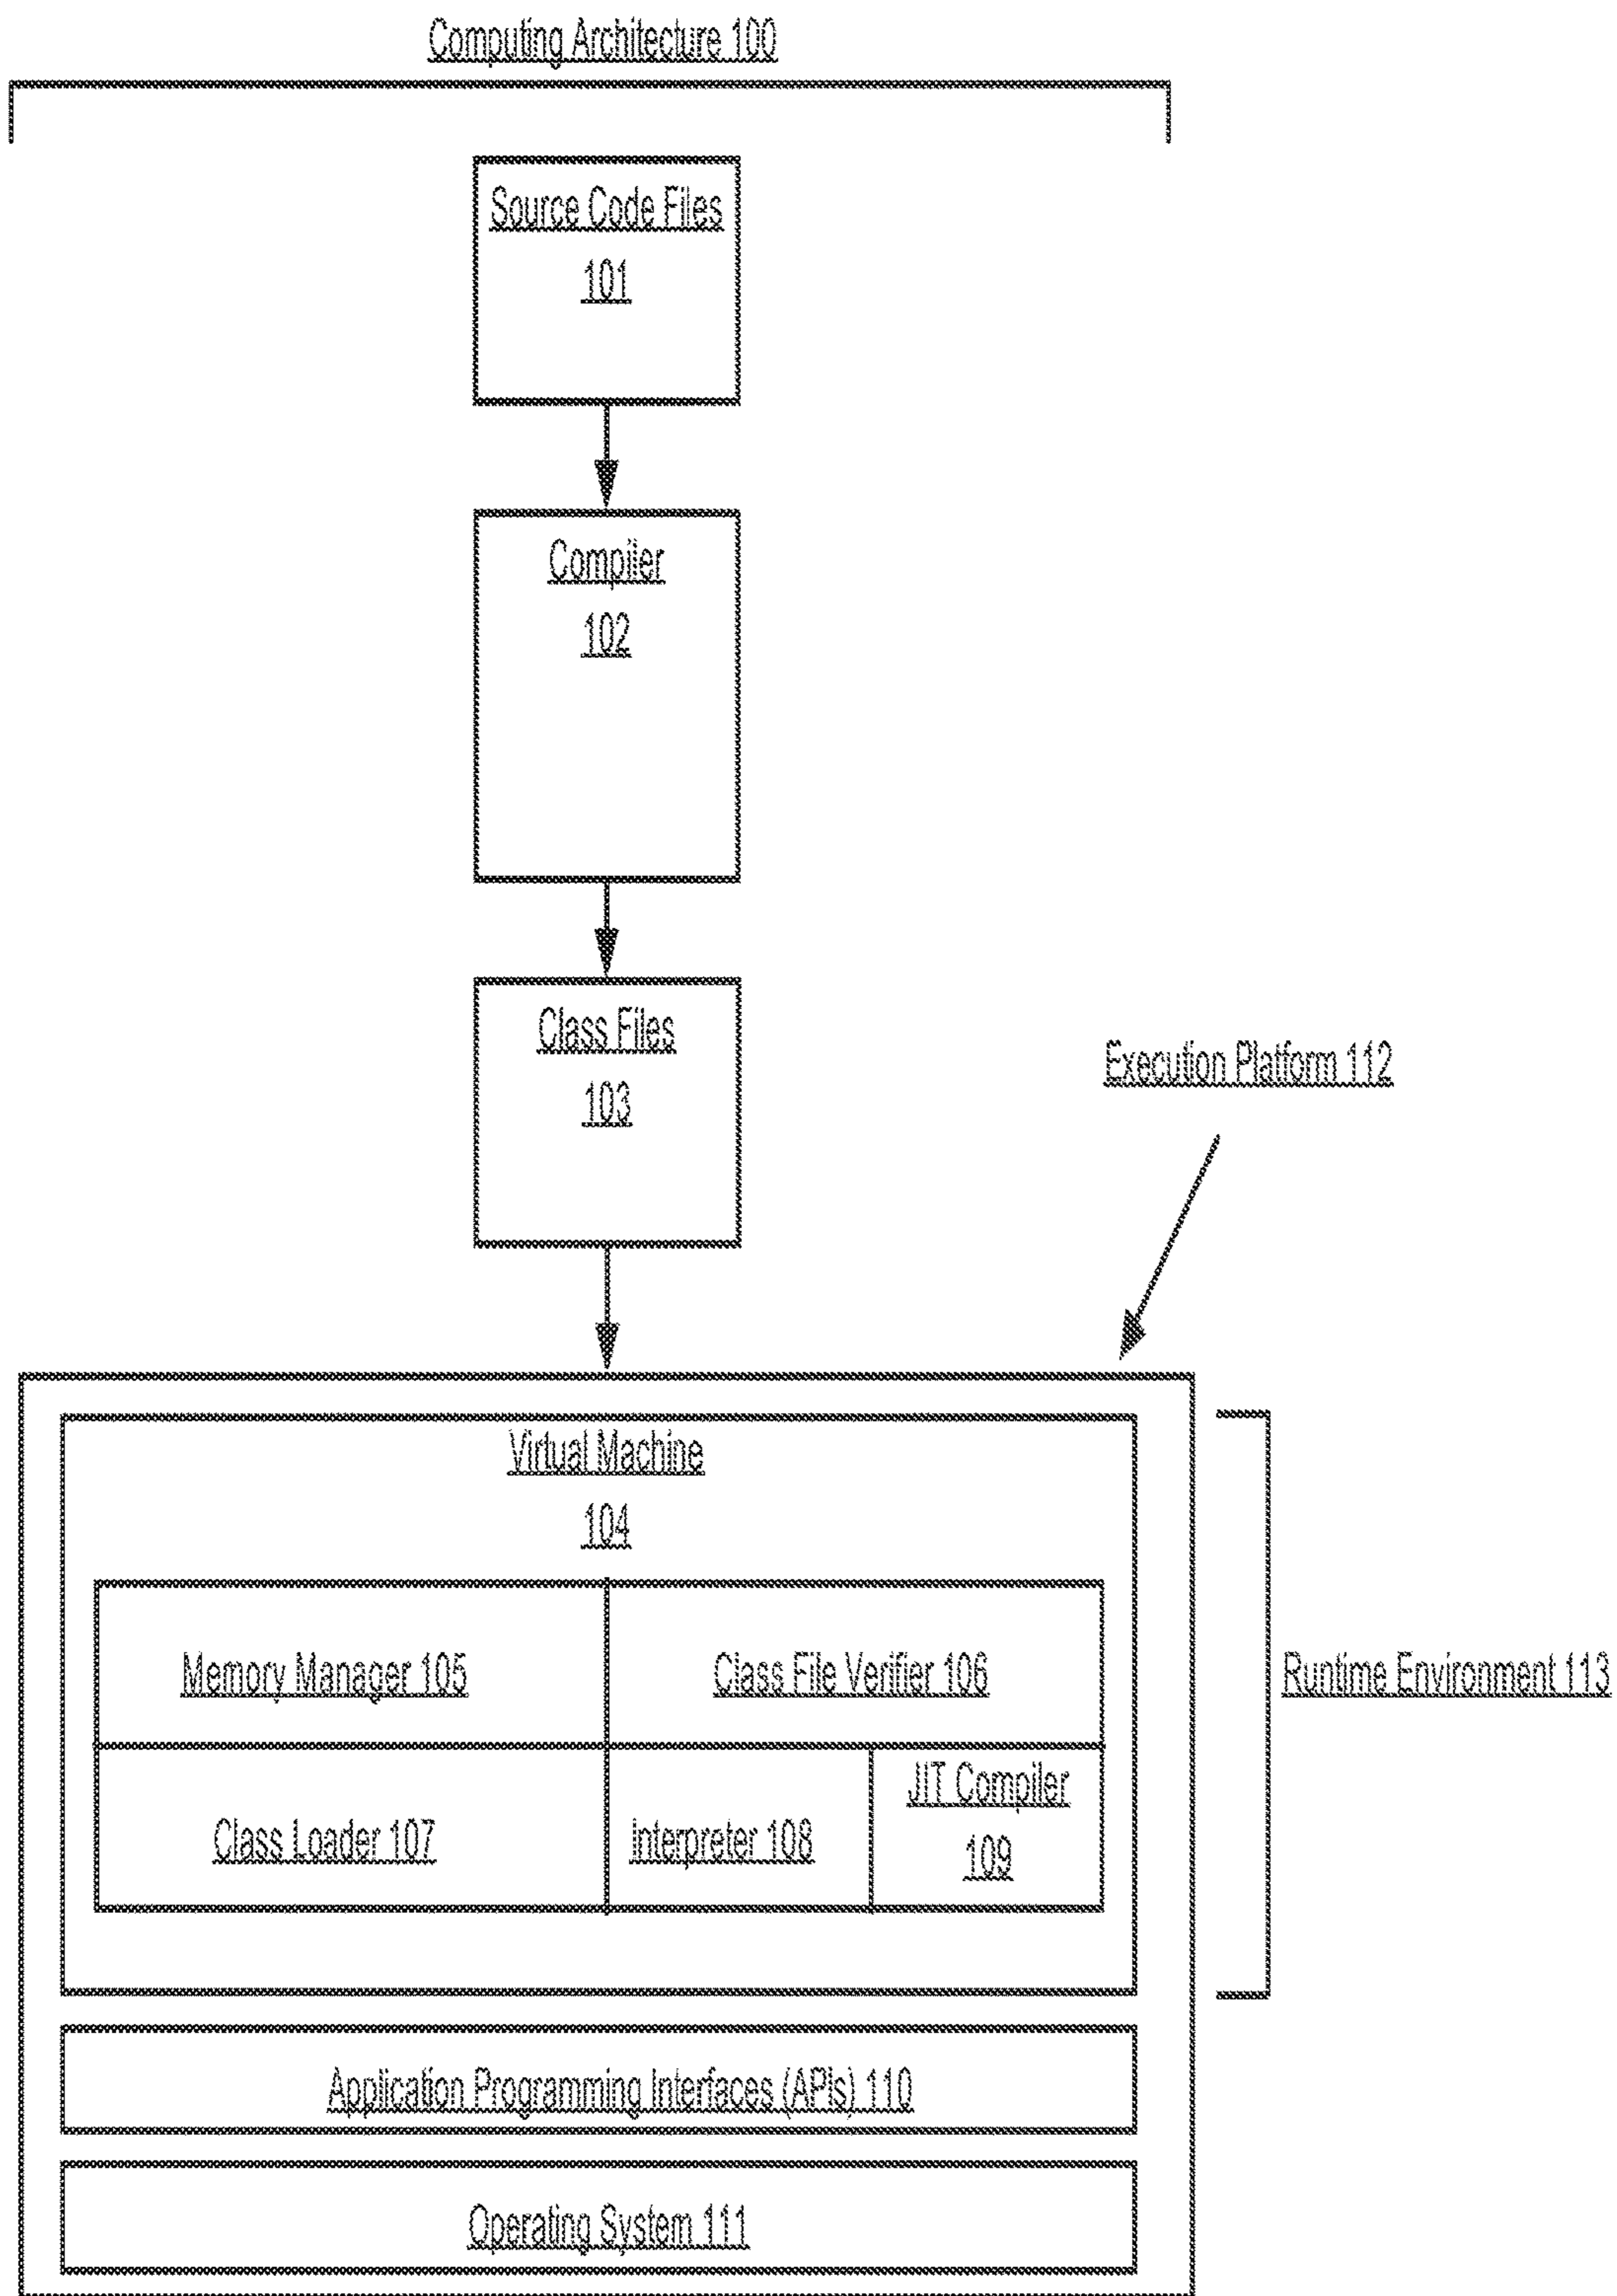 Computing Architecture 100
Source Code Files
101
Compiler
102
Class Files
103
Execution Platform 112
Virtual Machine
104
Memory Manager 105
Class File Verifier 106
Runtime Environment 113
Class Loader 107
Interpreter 108
JIT Compiler
109
Application Programming Interfaces (APIs) 110
Operating System 111